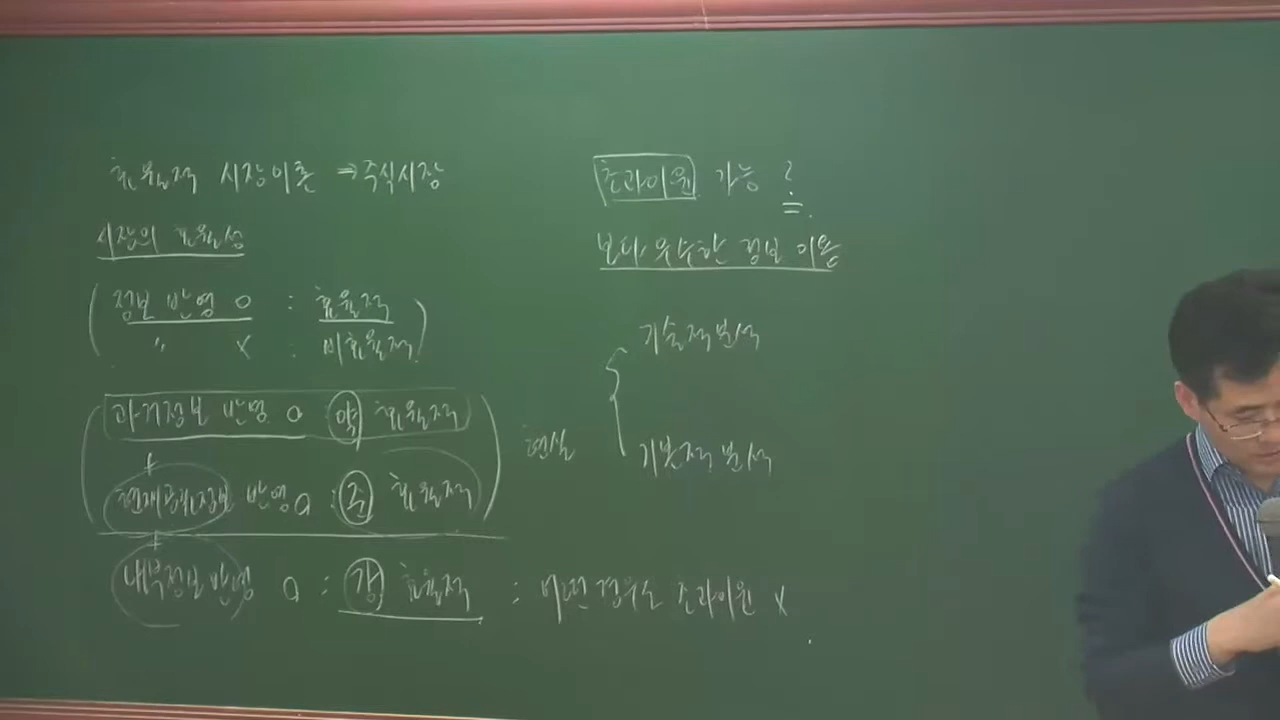 효율적 시장이론 ⇒ 주식시장
시장의 효율성
정보 반영 O : 효율적
〃 X : 비효율적
과거정보 반영 O : 약 효율적
+
현재공개정보 반영 O : 준 효율적
+
내부정보 반영 O : 강 효율적 : 어떤 경우도 초과이윤 X
현실
초과이윤 가능 ?
보다 우수한 정보 이용
기술적 분석
기본적 분석